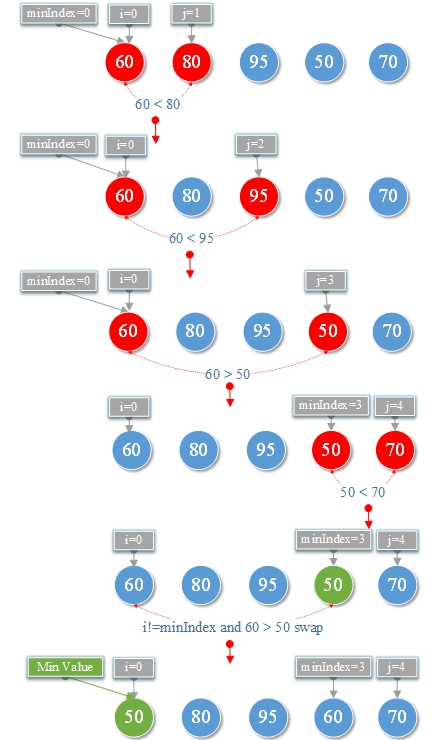 minIndex=0 i=0 j=1
60 80 95 50 70
60 < 80
minIndex=0 i=0 j=2
60 80 95 50 70
60 < 95
minIndex=0 i=0 j=3
60 80 95 50 70
60 > 50
i=0 minIndex=3 j=4
60 80 95 50 70
50 < 70
i=0 minIndex=3 j=4
60 80 95 50 70
i!=minIndex and 60 > 50 swap
Min Value i=0 minIndex=3 j=4
50 80 95 60 70